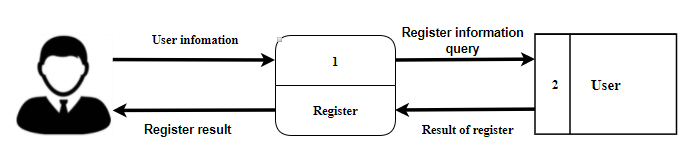 User infomation
Register information
query
1
2
User
Register
Register result
Result of register